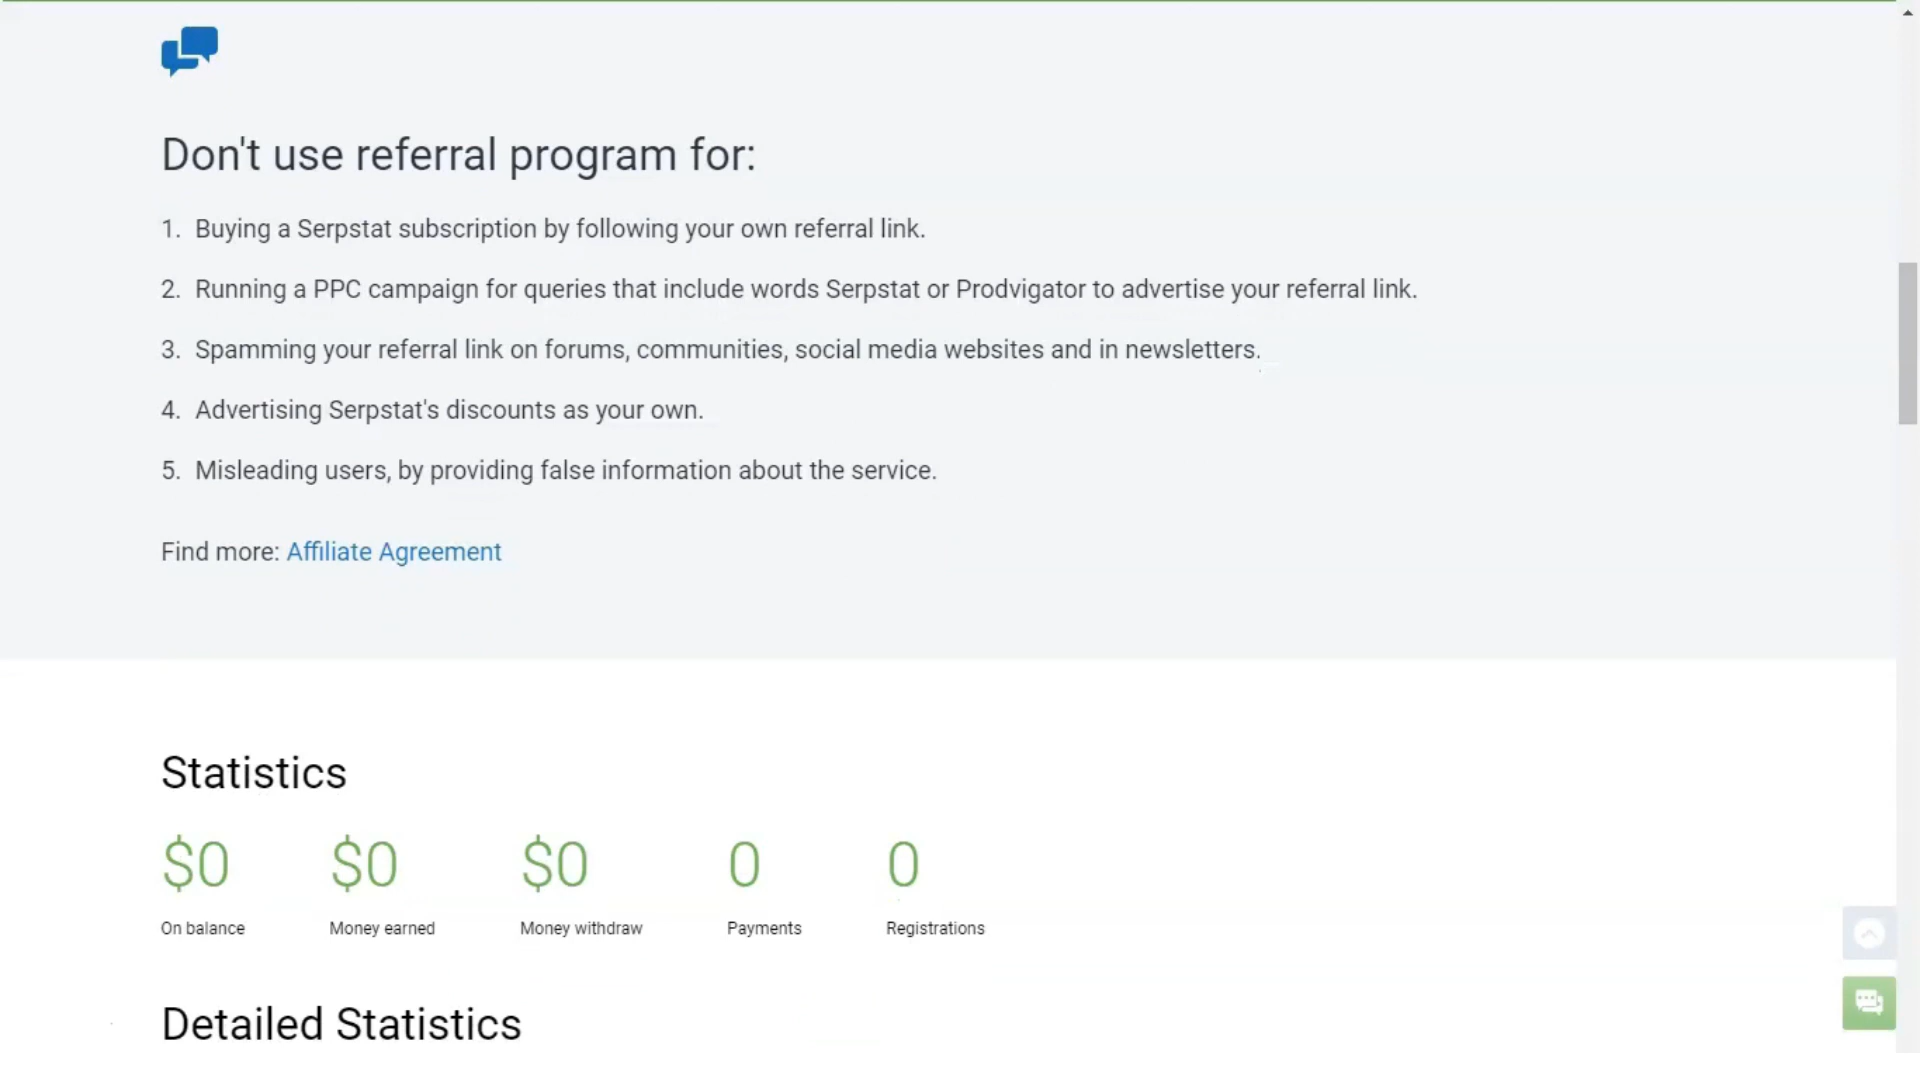 Don't use referral program for:
1. Buying a Serpstat subscription by following your own referral link.
2. Running a PPC campaign for queries that include words Serpstat or Prodvigator to advertise your referral link.
3. Spamming your referral link on forums, communities, social media websites and in newsletters.
4. Advertising Serpstat's discounts as your own.
5. Misleading users, by providing false information about the service.
Find more: Affiliate Agreement
Statistics
$0 $0 $0 0 0
On balance Money earned Money withdraw Payments Registrations
Detailed Statistics